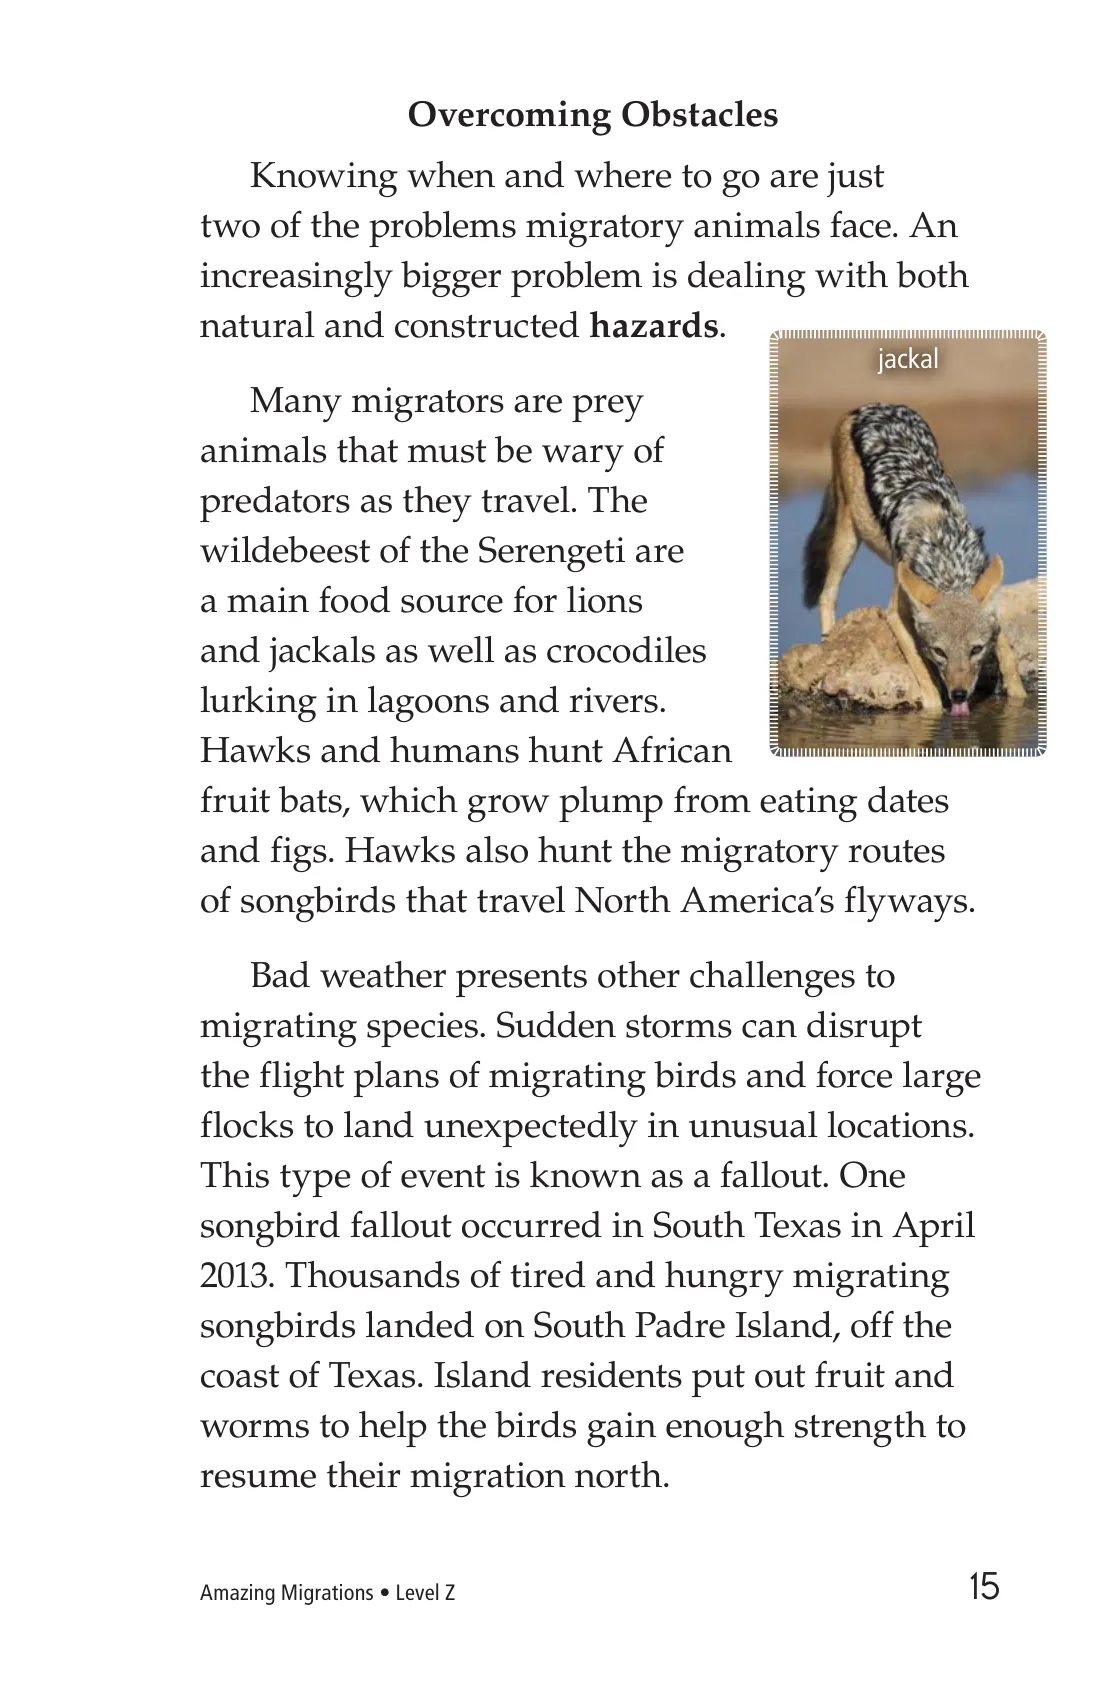 Overcoming Obstacles
Knowing when and where to go are just
two of the problems migratory animals face. An
increasingly bigger problem is dealing with both
natural and constructed hazards.
jackal
Many migrators are prey
animals that must be wary of
predators as they travel. The
wildebeest of the Serengeti are
a main food source for lions
and jackals as well as crocodiles
lurking in lagoons and rivers.
Hawks and humans hunt African
fruit bats, which grow plump from eating dates
and figs. Hawks also hunt the migratory routes
of songbirds that travel North America’s flyways.
Bad weather presents other challenges to
migrating species. Sudden storms can disrupt
the flight plans of migrating birds and force large
flocks to land unexpectedly in unusual locations.
This type of event is known as a fallout. One
songbird fallout occurred in South Texas in April
2013. Thousands of tired and hungry migrating
songbirds landed on South Padre Island, off the
coast of Texas. Island residents put out fruit and
worms to help the birds gain enough strength to
resume their migration north.
Amazing Migrations • Level Z
15